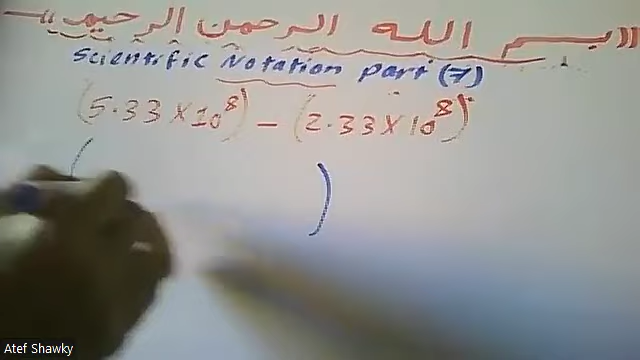 «بسم الله الرحمن الرحيم»
Scientific Notation part (7)
(5.33 × 10⁸) - (2.33 × 10⁸)
( )
Atef Shawky